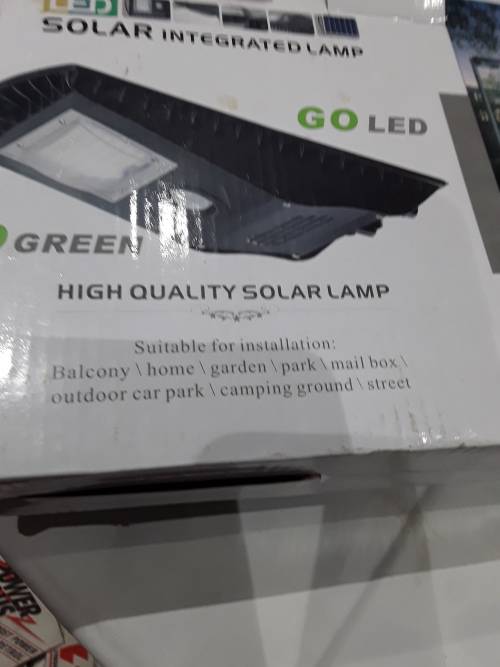 LED
SOLAR INTEGRATED LAMP
GO LED
GREEN
HIGH QUALITY SOLAR LAMP
Suitable for installation:
Balcony \ home \ garden \ park \ mail box \
outdoor car park \ camping ground \ street